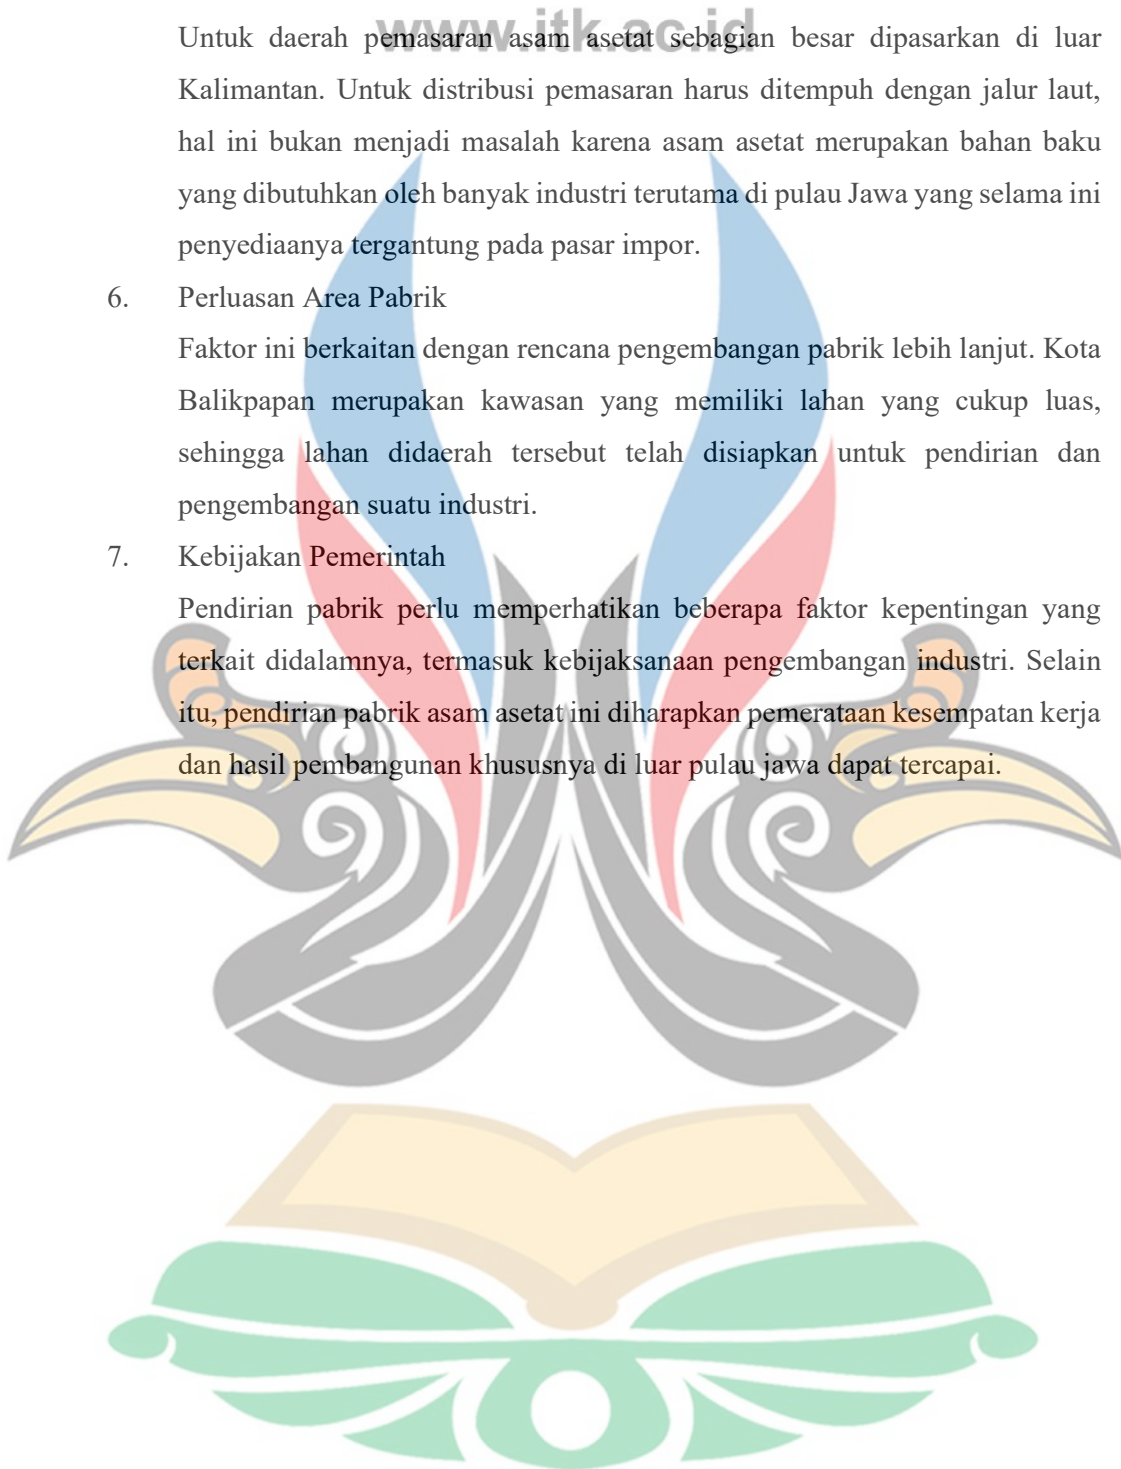 www.itk.ac.id
Untuk daerah pemasaran asam asetat sebagian besar dipasarkan di luar
Kalimantan. Untuk distribusi pemasaran harus ditempuh dengan jalur laut,
hal ini bukan menjadi masalah karena asam asetat merupakan bahan baku
yang dibutuhkan oleh banyak industri terutama di pulau Jawa yang selama ini
penyediaanya tergantung pada pasar impor.
6. Perluasan Area Pabrik
Faktor ini berkaitan dengan rencana pengembangan pabrik lebih lanjut. Kota
Balikpapan merupakan kawasan yang memiliki lahan yang cukup luas,
sehingga lahan didaerah tersebut telah disiapkan untuk pendirian dan
pengembangan suatu industri.
7. Kebijakan Pemerintah
Pendirian pabrik perlu memperhatikan beberapa faktor kepentingan yang
terkait didalamnya, termasuk kebijaksanaan pengembangan industri. Selain
itu, pendirian pabrik asam asetat ini diharapkan pemerataan kesempatan kerja
dan hasil pembangunan khususnya di luar pulau jawa dapat tercapai.